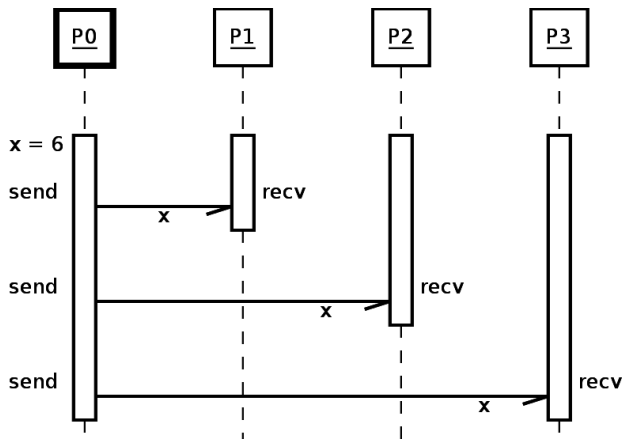 P0 P1 P2 P3
x = 6
send recv
x
send recv
x
send recv
x